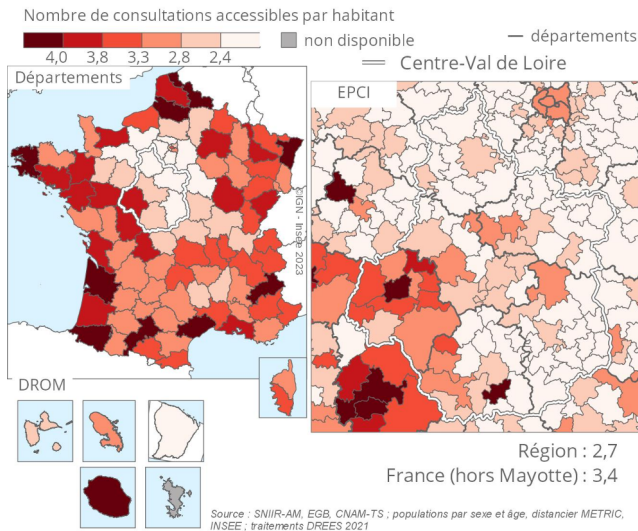 Nombre de consultations accessibles par habitant
4,0 3,8 3,3 2,8 2,4
non disponible
départements
Centre-Val de Loire
Départements
EPCI
©IGN - Insee 2023
DROM
Région : 2,7
France (hors Mayotte) : 3,4
Source : SNIIR-AM, EGB, CNAM-TS ; populations par sexe et âge, distancier METRIC,
INSEE ; traitements DREES 2021